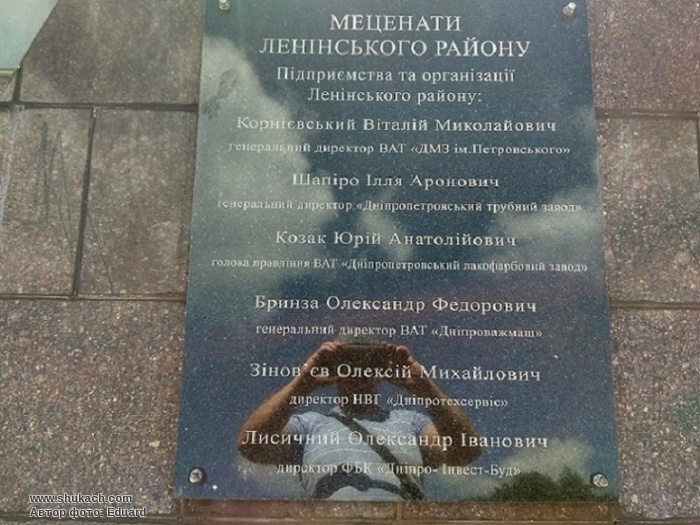 МЕЦЕНАТИ
ЛЕНІНСЬКОГО РАЙОНУ
Підприємства та організації
Ленінського району:
Корнієвський Віталій Миколайович
генеральний директор ВАТ «ДМЗ ім.Петровського»
Шапіро Ілля Аронович
генеральний директор «Дніпропетровський трубний завод»
Козак Юрій Анатолійович
голова правління ВАТ «Дніпропетровський лакофарбовий завод»
Бринза Олександр Федорович
генеральний директор ВАТ «Дніпроважмаш»
Зінов'єв Олексій Михайлович
директор НВГ «Дніпротехсервіс»
Лисичний Олександр Іванович
директор ФБК «Дніпро- Інвест-Буд»
www.shukach.com
Автор фото: Eduard